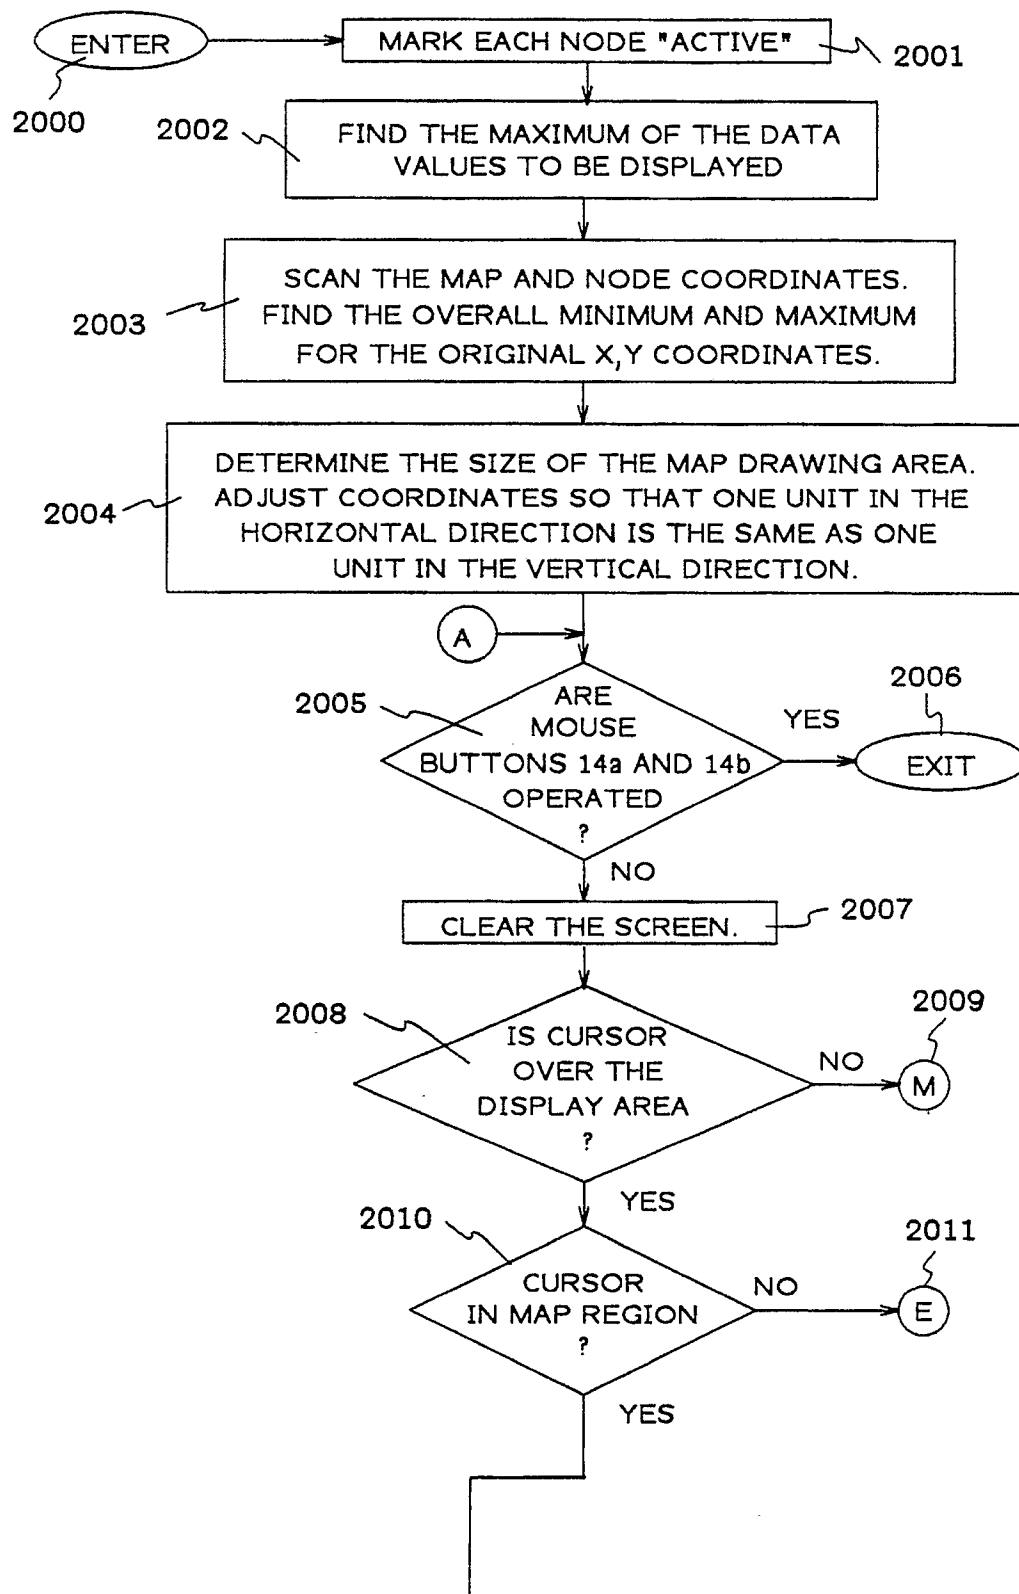 ENTER
MARK EACH NODE "ACTIVE"
2001
2000
2002
FIND THE MAXIMUM OF THE DATA
VALUES TO BE DISPLAYED
2003
SCAN THE MAP AND NODE COORDINATES.
FIND THE OVERALL MINIMUM AND MAXIMUM
FOR THE ORIGINAL X,Y COORDINATES.
2004
DETERMINE THE SIZE OF THE MAP DRAWING AREA.
ADJUST COORDINATES SO THAT ONE UNIT IN THE
HORIZONTAL DIRECTION IS THE SAME AS ONE
UNIT IN THE VERTICAL DIRECTION.
A
2005
ARE
MOUSE
BUTTONS 14a AND 14b
OPERATED
?
YES
2006
EXIT
NO
CLEAR THE SCREEN.
2007
2008
IS CURSOR
OVER THE
DISPLAY AREA
?
NO
2009
M
YES
2010
CURSOR
IN MAP REGION
?
NO
2011
E
YES